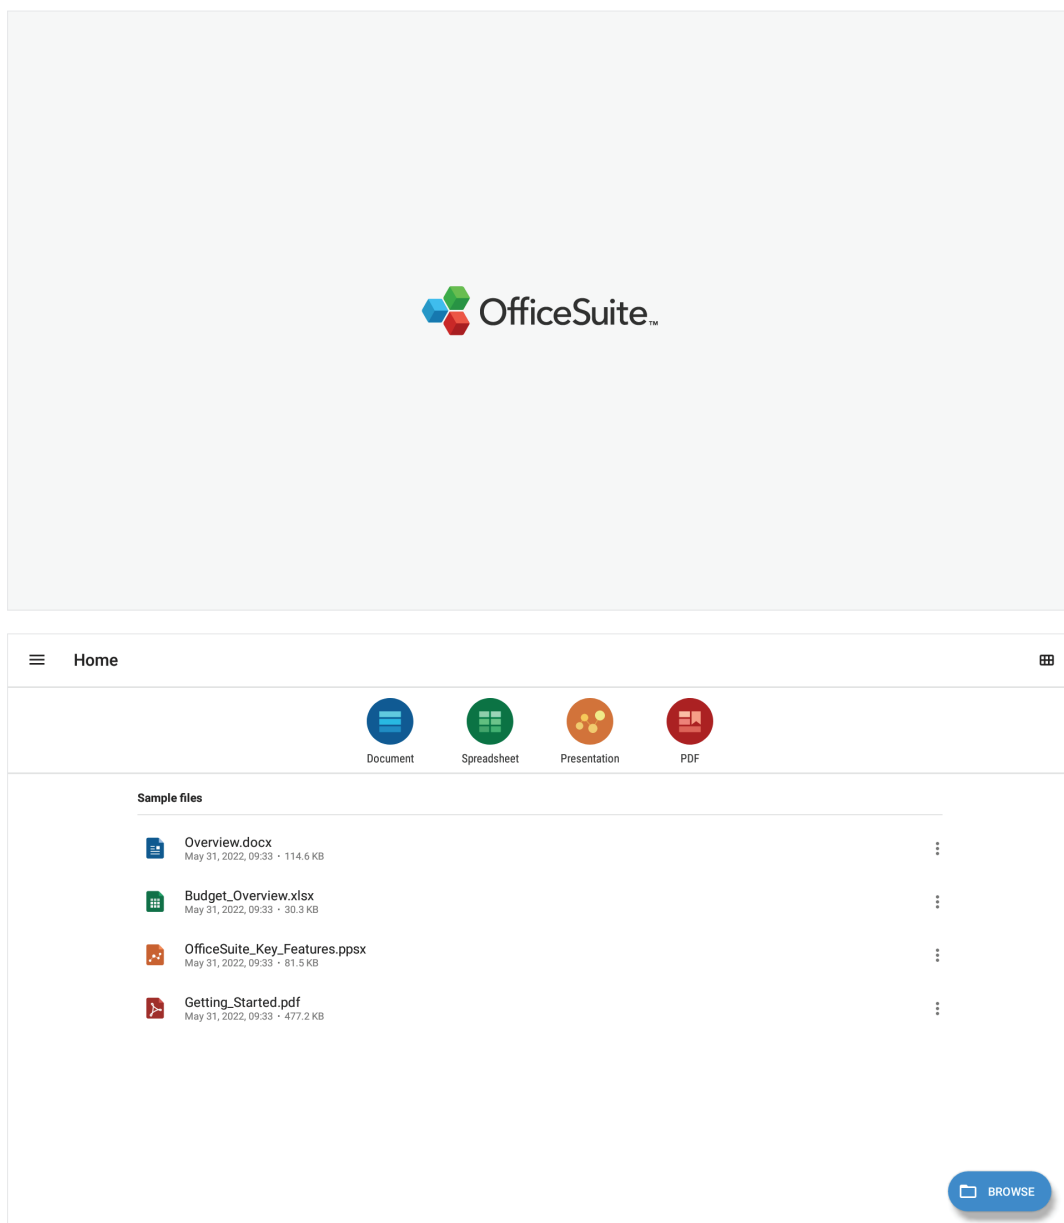 OfficeSuite™
Home
Document Spreadsheet Presentation PDF
Sample files
Overview.docx
May 31, 2022, 09:33 • 114.6 KB
Budget_Overview.xlsx
May 31, 2022, 09:33 • 30.3 KB
OfficeSuite_Key_Features.ppsx
May 31, 2022, 09:33 • 81.5 KB
Getting_Started.pdf
May 31, 2022, 09:33 • 477.2 KB
BROWSE